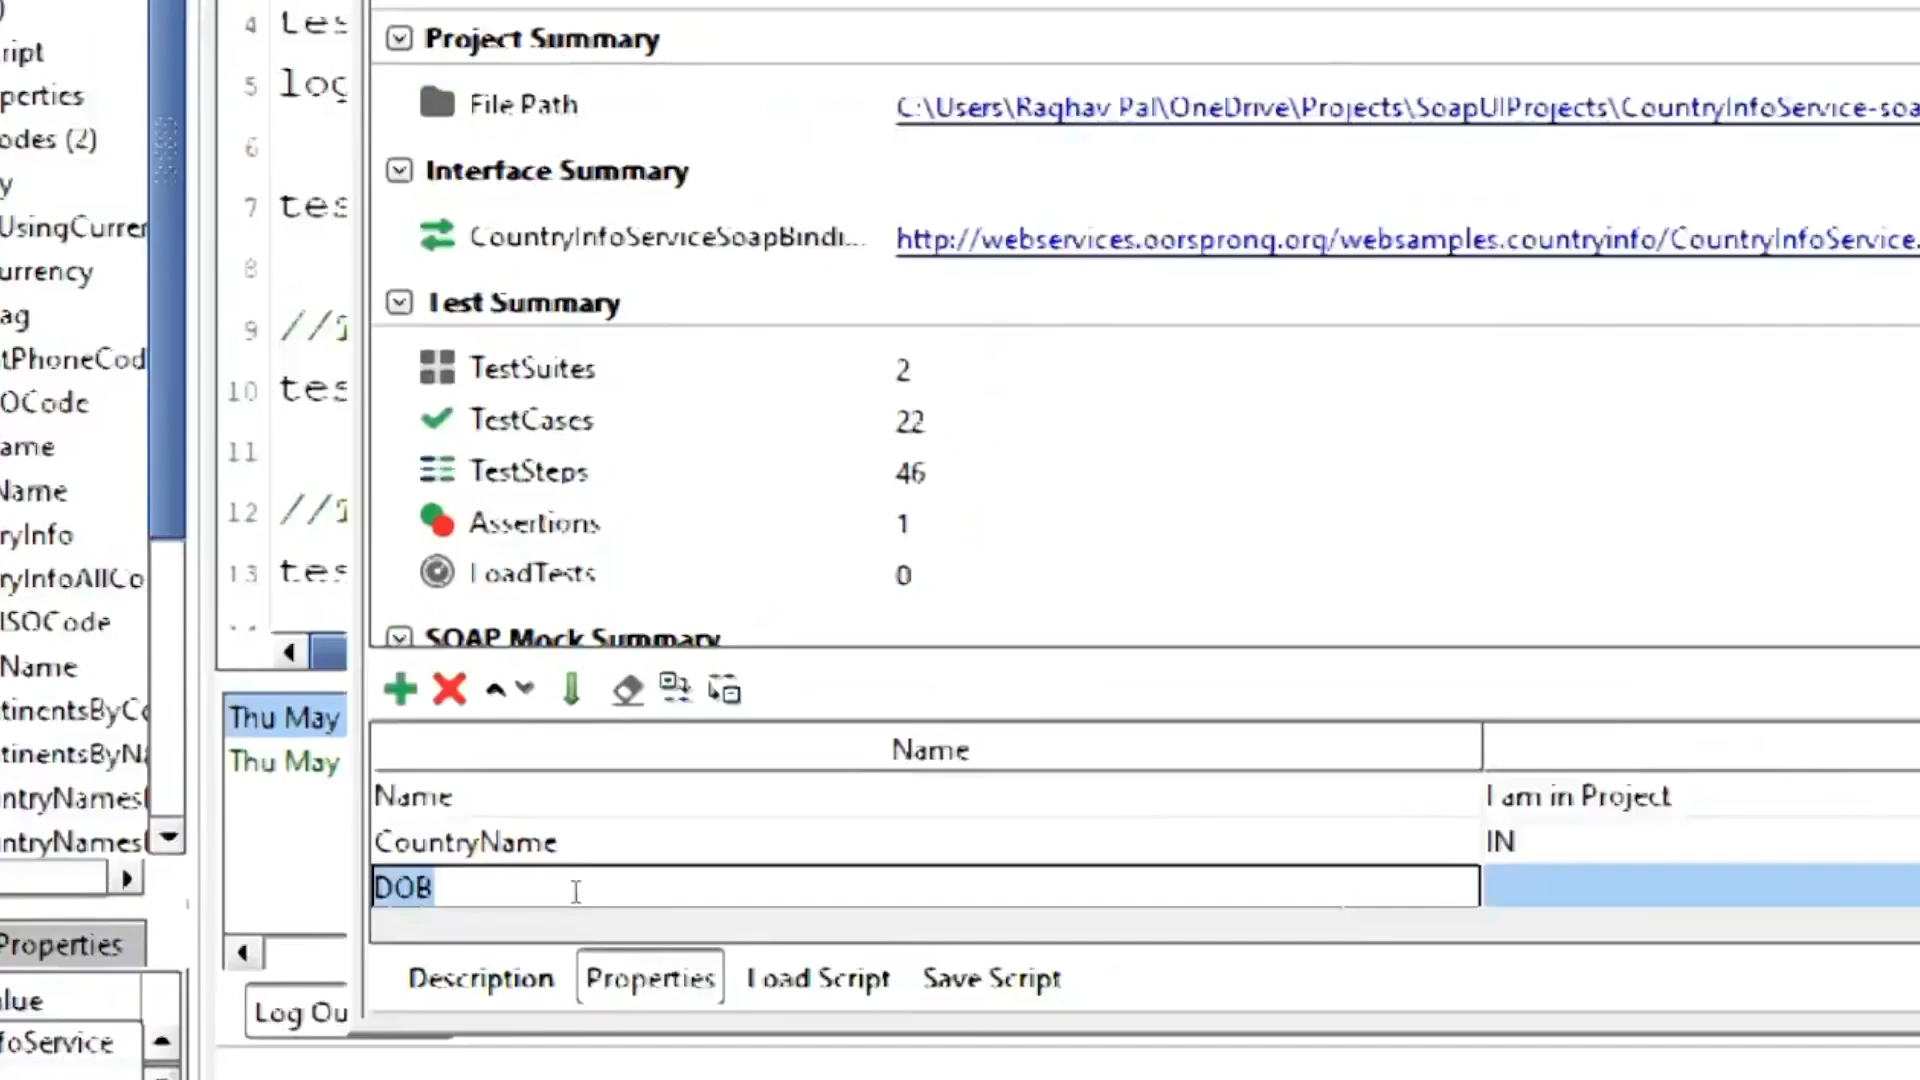 ript
perties
odes (2)
y
UsingCurrer
urrency
ag
tPhoneCod
OCode
ame
Name
ryInfo
ryInfoAllCo
ISOCode
Name
tinentsByCo
tinentsByNa
ntryNames
ntryNames
Properties
alue
foService
4 tes
5 log
6
7 tes
8
9 //
10 tes
11
12 //
13 tes
Thu May
Thu May
Log Ou
Project Summary
File Path C:\Users\Raghav Pal\OneDrive\Projects\SoapUIProjects\CountryInfoService-soa
Interface Summary
CountryInfoServiceSoapBindi... http://webservices.oorsprong.org/websamples.countryinfo/CountryInfoService.
Test Summary
TestSuites 2
TestCases 22
TestSteps 46
Assertions 1
LoadTests 0
SOAP Mock Summary
Name
Name I am in Project
CountryName IN
DOB
Description Properties Load Script Save Script